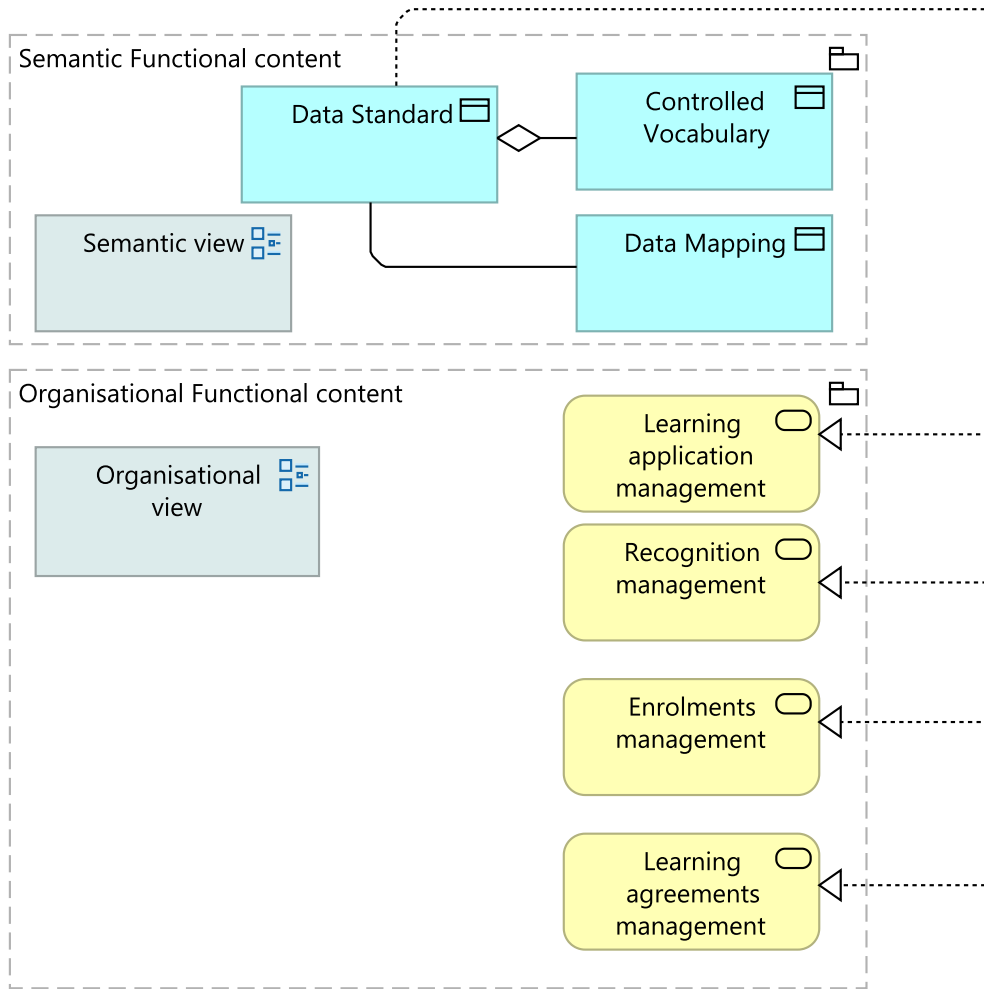 Semantic Functional content
Data Standard
Controlled
Vocabulary
Semantic view
Data Mapping
Organisational Functional content
Organisational
view
Learning
application
management
Recognition
management
Enrolments
management
Learning
agreements
management